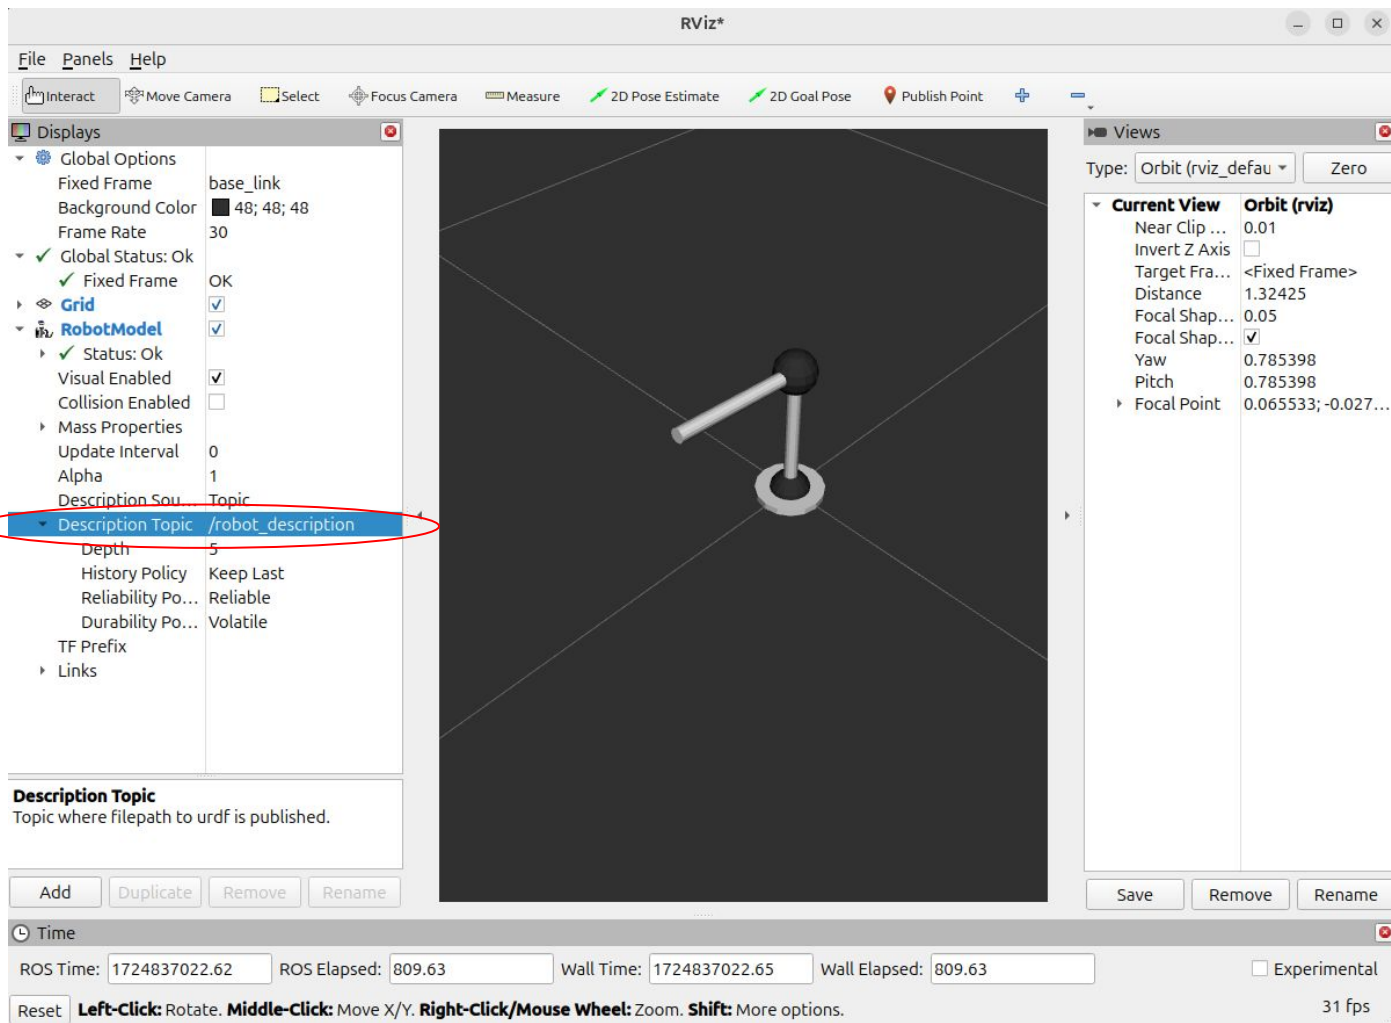 RViz*
File Panels Help
Interact Move Camera Select Focus Camera Measure 2D Pose Estimate 2D Goal Pose Publish Point
Displays
Global Options
Fixed Frame base_link
Background Color 48; 48; 48
Frame Rate 30
Global Status: Ok
Fixed Frame OK
Grid
RobotModel
Status: Ok
Visual Enabled
Collision Enabled
Mass Properties
Update Interval 0
Alpha 1
Description Sou... Topic
Description Topic /robot_description
Depth 5
History Policy Keep Last
Reliability Po... Reliable
Durability Po... Volatile
TF Prefix
Links
Description Topic
Topic where filepath to urdf is published.
Add Duplicate Remove Rename
Views
Type: Orbit (rviz_defau Zero
Current View Orbit (rviz)
Near Clip ... 0.01
Invert Z Axis
Target Fra... <Fixed Frame>
Distance 1.32425
Focal Shap... 0.05
Focal Shap...
Yaw 0.785398
Pitch 0.785398
Focal Point 0.065533; -0.027...
Save Remove Rename
Time
ROS Time: 1724837022.62 ROS Elapsed: 809.63 Wall Time: 1724837022.65 Wall Elapsed: 809.63 Experimental
Reset Left-Click: Rotate. Middle-Click: Move X/Y. Right-Click/Mouse Wheel: Zoom. Shift: More options. 31 fps